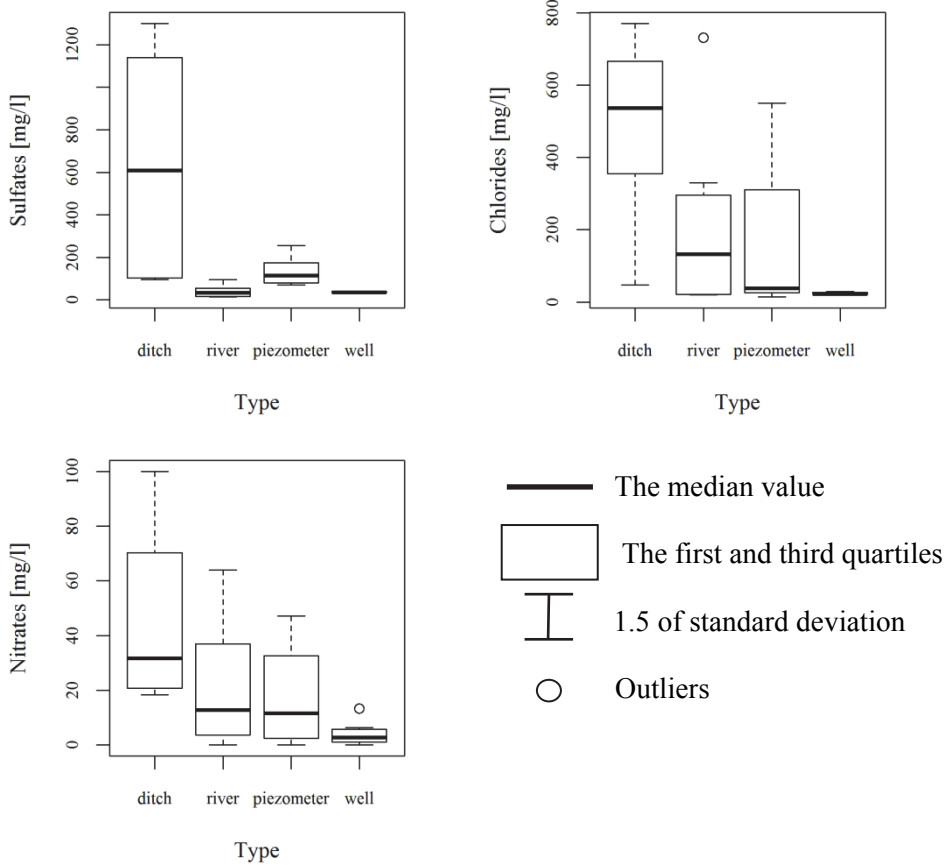 Sulfates [mg/l]
1200
800
600
400
200
0
ditch river piezometer well
Type
Chlorides [mg/l]
800
600
400
200
0
ditch river piezometer well
Type
Nitrates [mg/l]
100
80
60
40
20
0
ditch river piezometer well
Type
The median value
The first and third quartiles
1.5 of standard deviation
Outliers